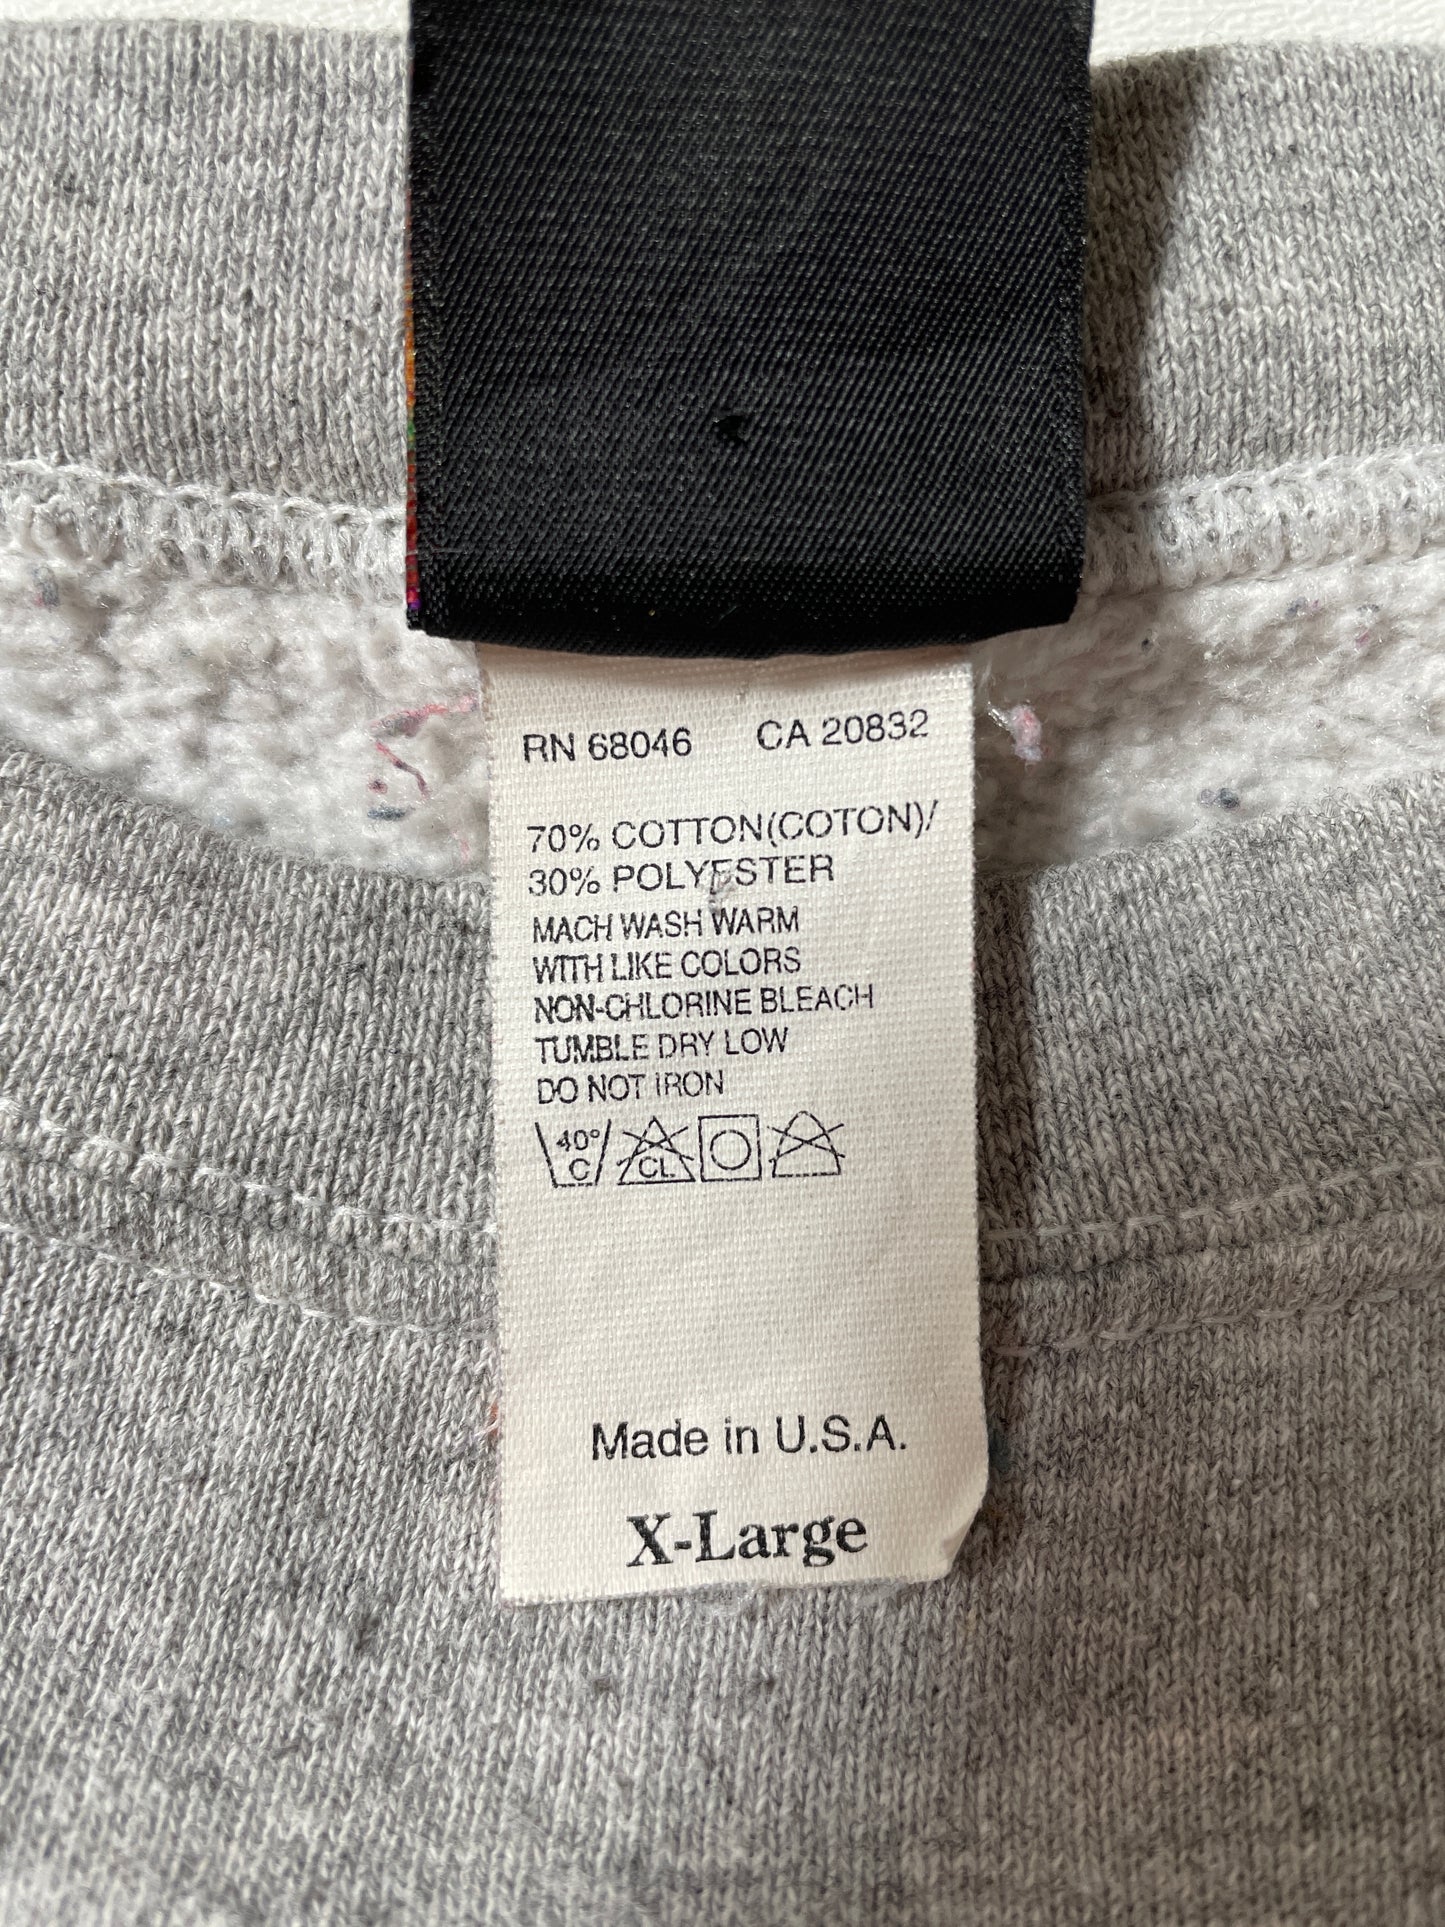 RN 68046 CA 20832
70% COTTON(COTON)/
30% POLYESTER
MACH WASH WARM
WITH LIKE COLORS
NON-CHLORINE BLEACH
TUMBLE DRY LOW
DO NOT IRON
40° C CL
Made in U.S.A.
X-Large